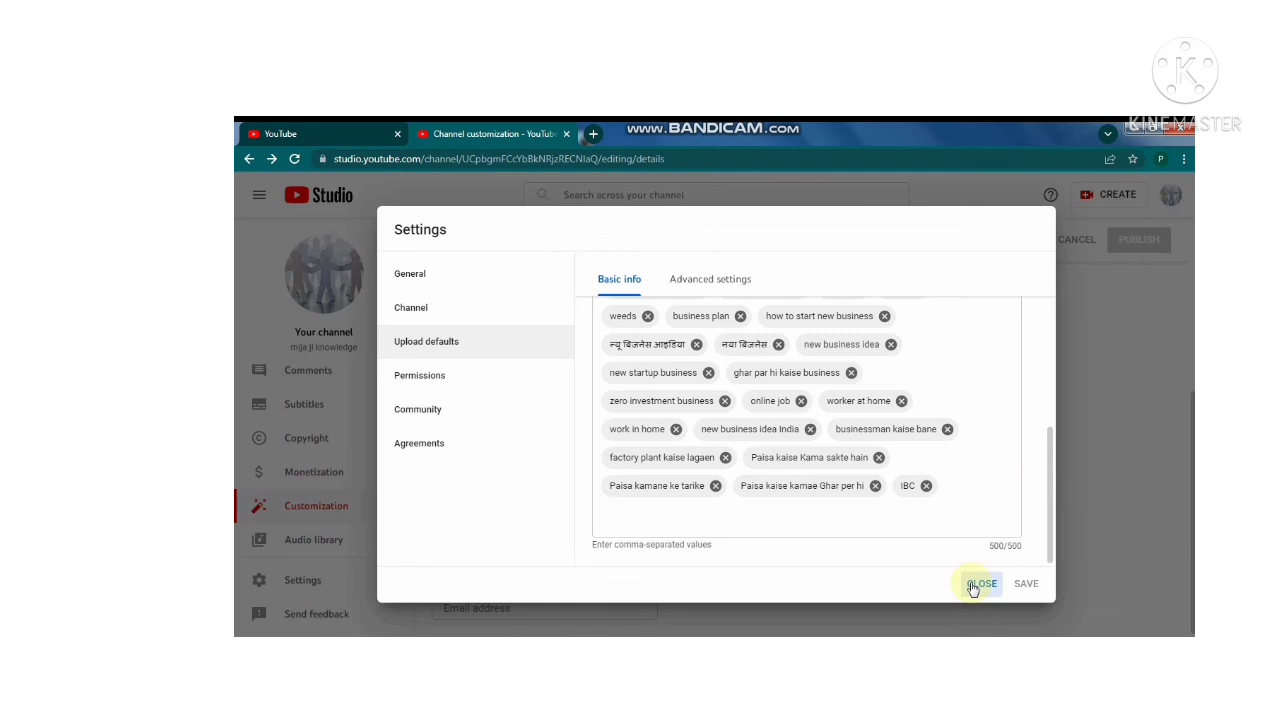 K
KINEMASTER
YouTube
Channel customization - YouTube
WWW.BANDICAM.COM
studio.youtube.com/channel/UCpbgmFCcYbBkNRjzRECNlaQ/editing/details
P
Studio
Search across your channel
CREATE
CANCEL
PUBLISH
Your channel
mija ji knowledge
Comments
Subtitles
Copyright
Monetization
Customization
Audio library
Settings
Send feedback
Settings
General
Channel
Upload defaults
Permissions
Community
Agreements
Basic info
Advanced settings
weeds
business plan
how to start new business
न्यू बिजनेस आइडिया
नया बिजनेस
new business idea
new startup business
ghar par hi kaise business
zero investment business
online job
worker at home
work in home
new business idea India
businessman kaise bane
factory plant kaise lagaen
Paisa kaise Kama sakte hain
Paisa kamane ke tarike
Paisa kaise kamae Ghar per hi
IBC
Enter comma-separated values
500/500
CLOSE
SAVE
Email address